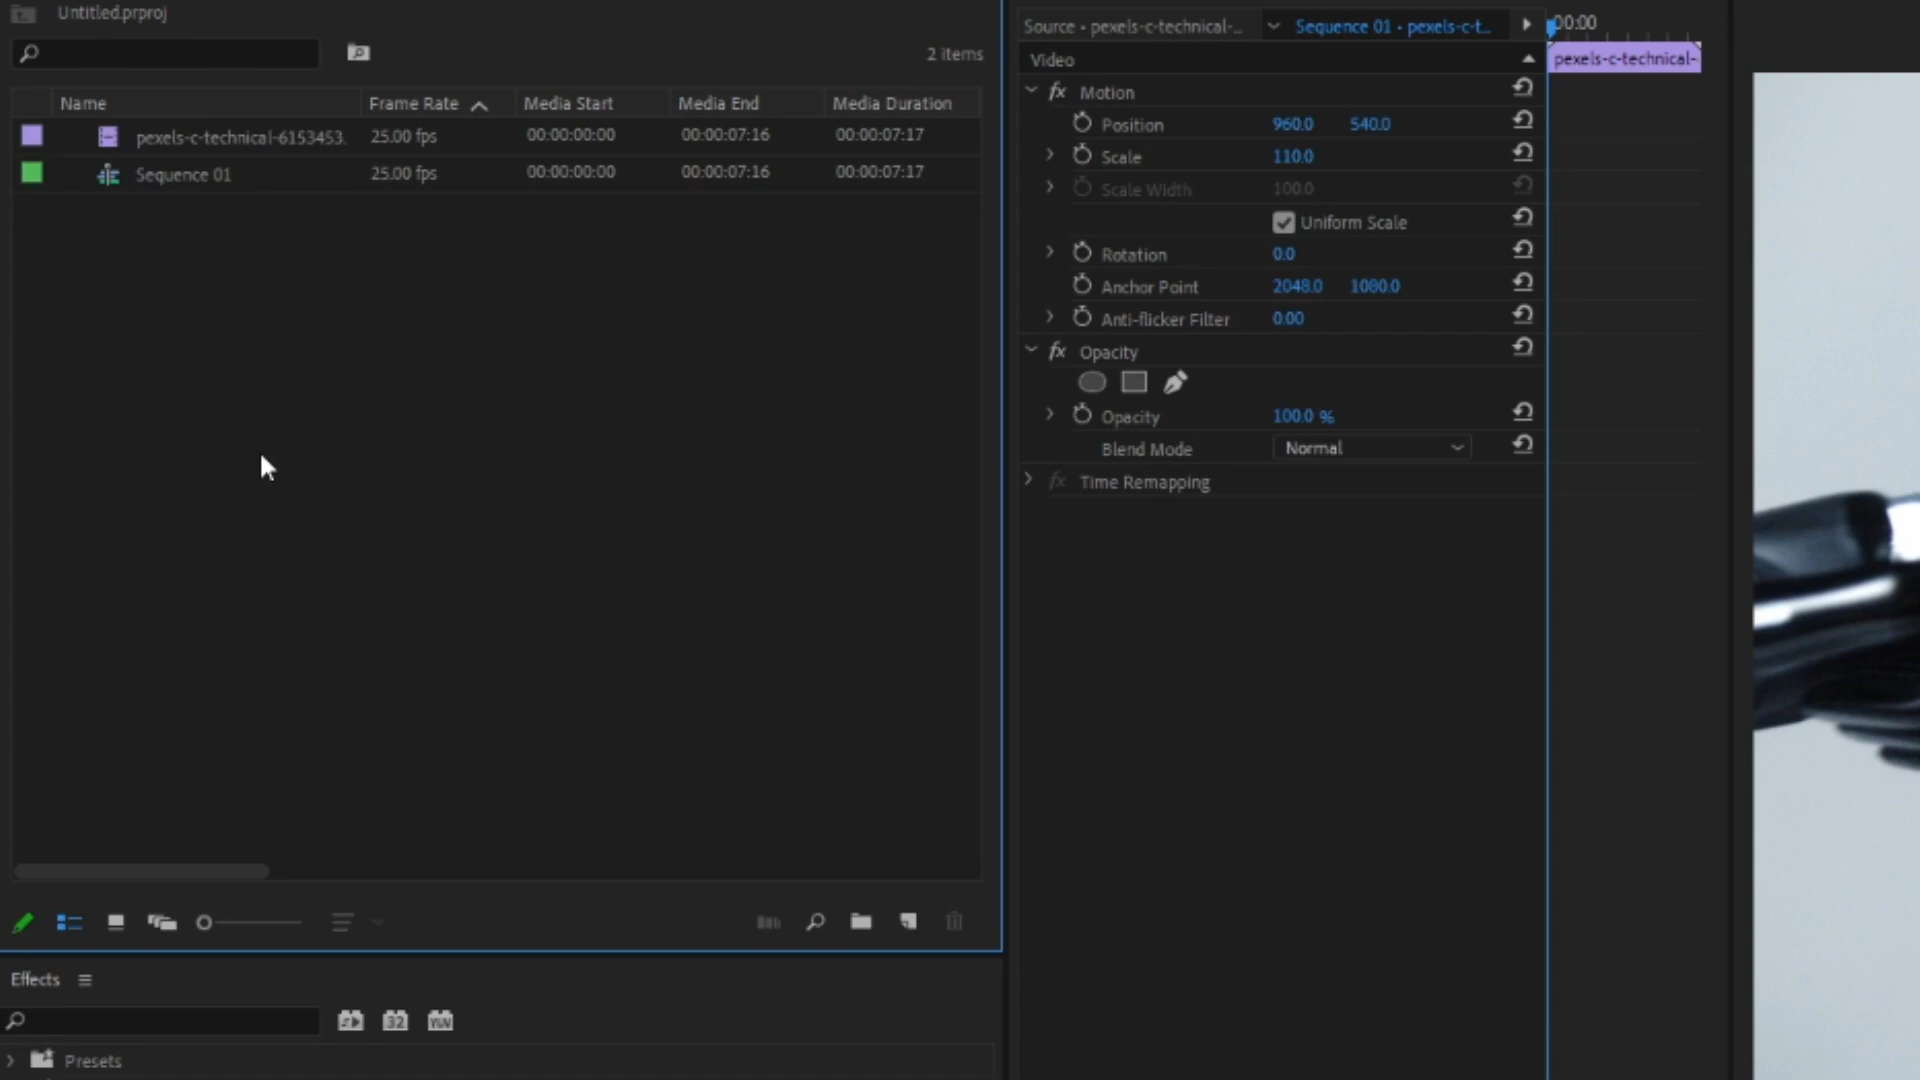 Untitled.prproj
2 Items
Name Frame Rate Media Start Media End Media Duration
pexels-c-technical-6153453. 25.00 fps 00:00:00:00 00:00:07:16 00:00:07:17
Sequence 01 25.00 fps 00:00:00:00 00:00:07:16 00:00:07:17
Effects
32
YUV
Presets
Source · pexels-c-technical-... Sequence 01 · pexels-c-t...
Video
fx Motion
Position 960.0 540.0
Scale 110.0
Scale Width 100.0
Uniform Scale
Rotation 0.0
Anchor Point 2048.0 1080.0
Anti-flicker Filter 0.00
fx Opacity
Opacity 100.0 %
Blend Mode Normal
fx Time Remapping
00:00
pexels-c-technical-